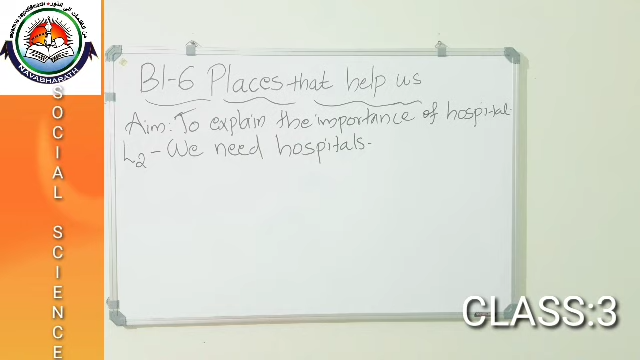 NAVABHARATH
SOCIAL SCIENCE
Bl-6 Places that help us
Aim: To explain the importance of hospital.
L2 - We need hospitals.
CLASS:3